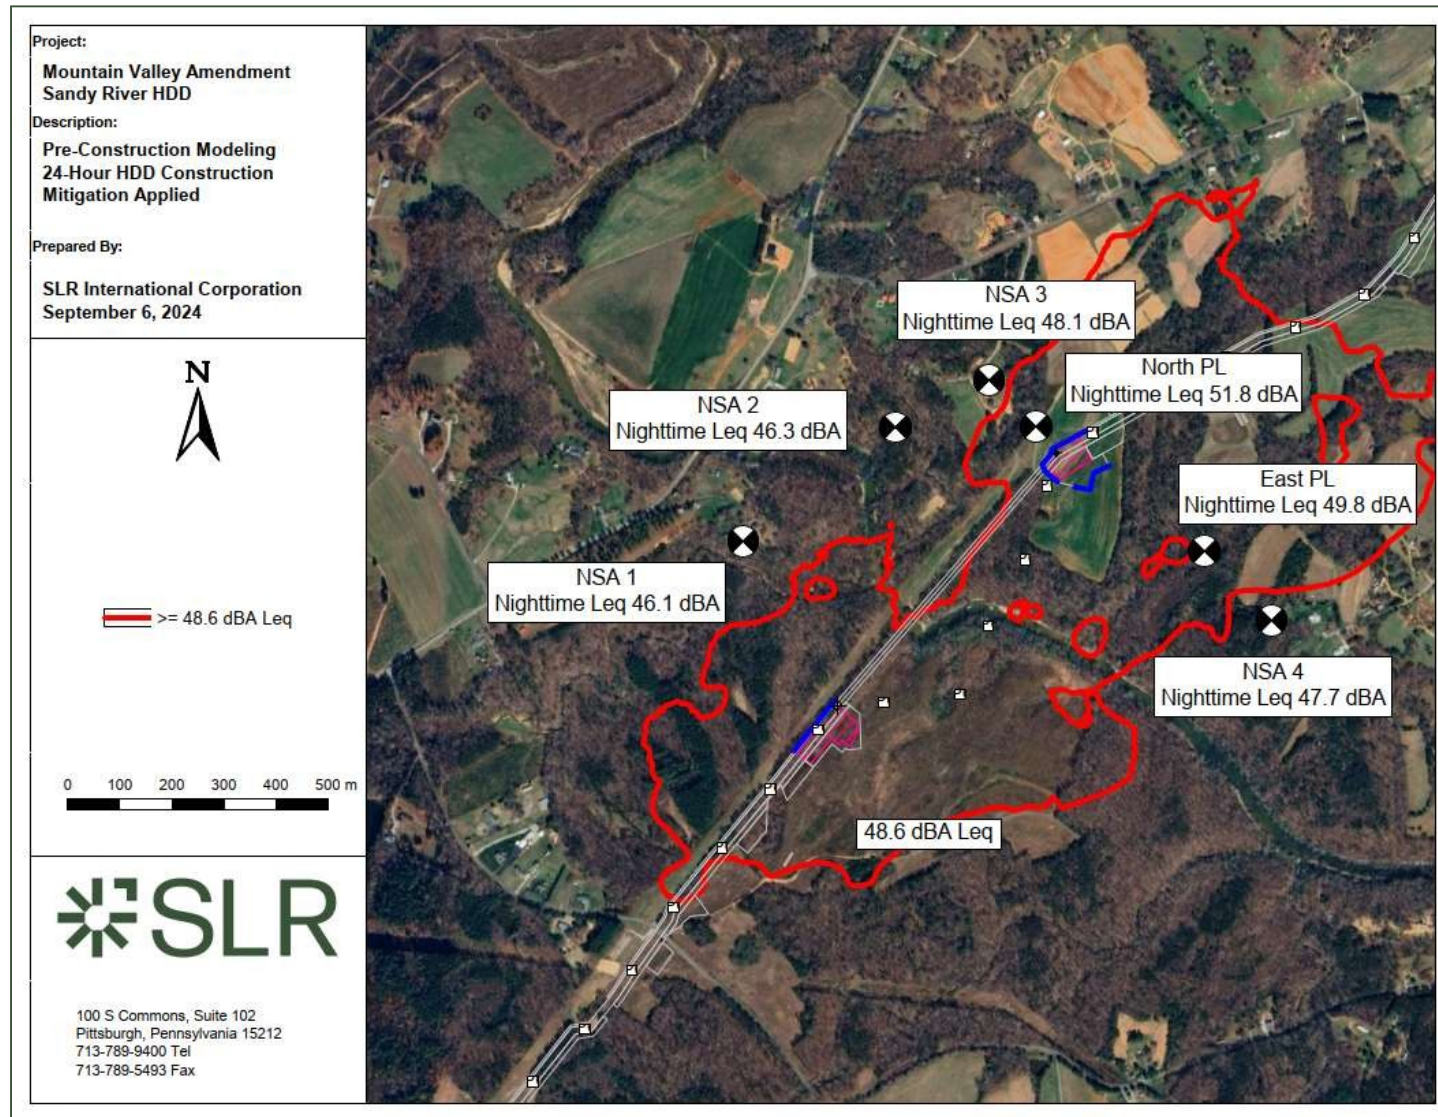 Project:
Mountain Valley Amendment
Sandy River HDD
Description:
Pre-Construction Modeling
24-Hour HDD Construction
Mitigation Applied
Prepared By:
SLR International Corporation
September 6, 2024
N
>= 48.6 dBA Leq
0 100 200 300 400 500 m
SLR
100 S Commons, Suite 102
Pittsburgh, Pennsylvania 15212
713-789-9400 Tel
713-789-5493 Fax
NSA 3
Nighttime Leq 48.1 dBA
North PL
Nighttime Leq 51.8 dBA
NSA 2
Nighttime Leq 46.3 dBA
East PL
Nighttime Leq 49.8 dBA
NSA 1
Nighttime Leq 46.1 dBA
NSA 4
Nighttime Leq 47.7 dBA
48.6 dBA Leq